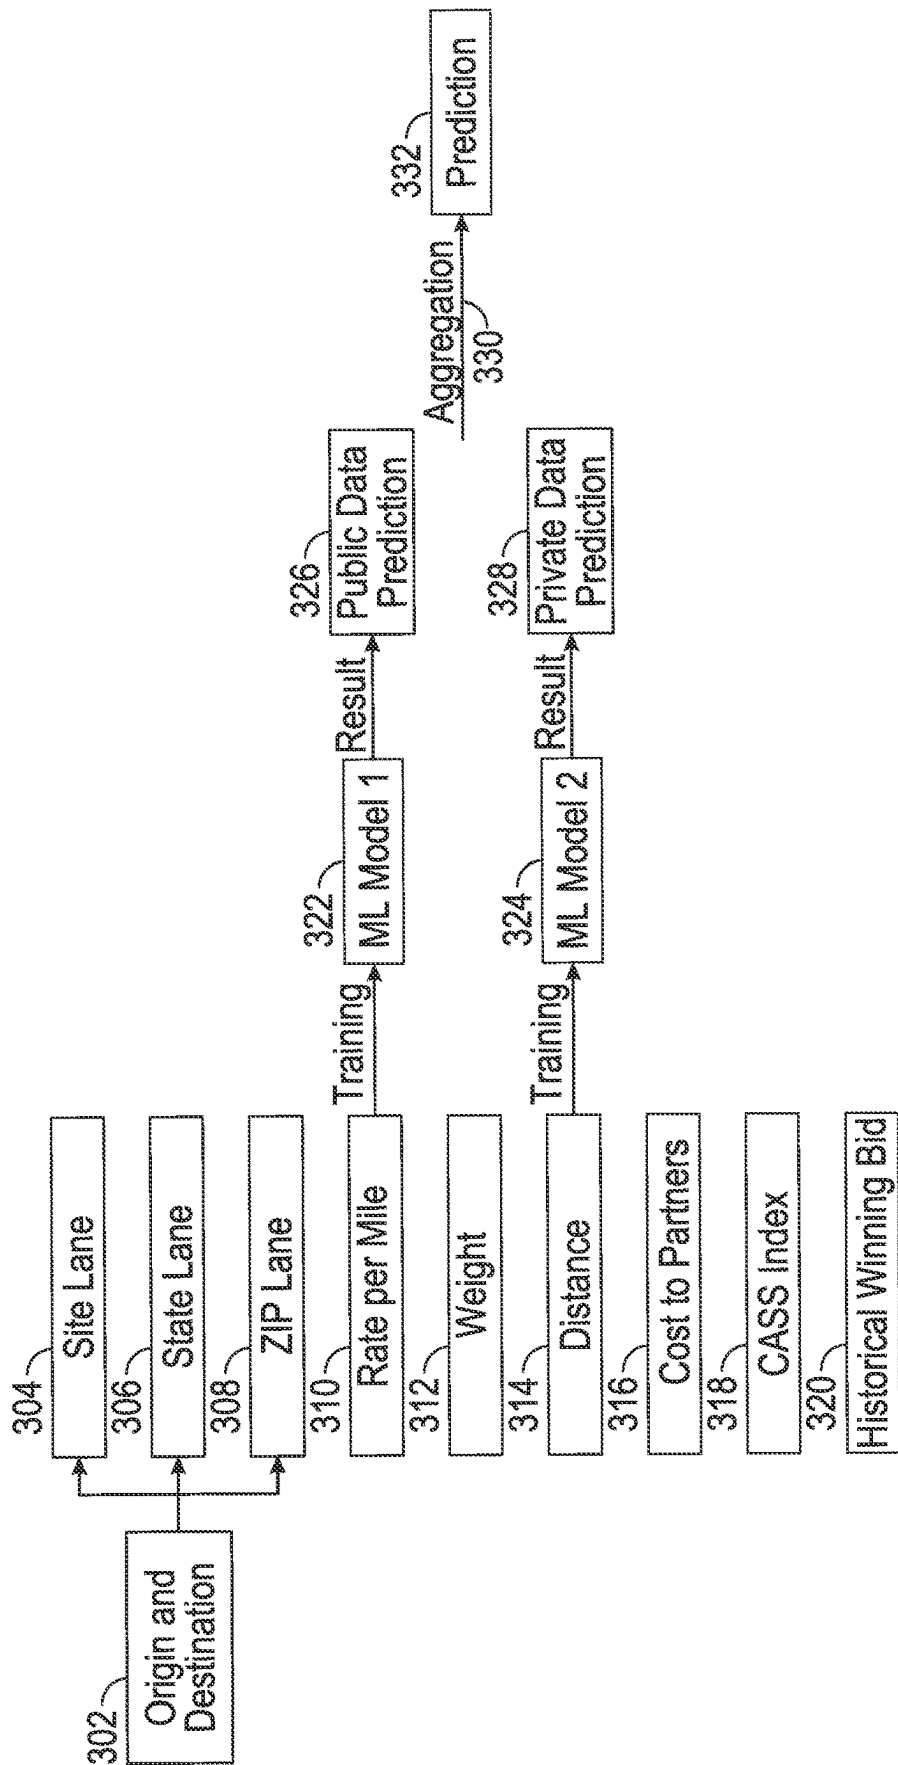 302
Origin and
Destination
304
Site Lane
306
State Lane
308
ZIP Lane
310
Rate per Mile
312
Weight
314
Distance
316
Cost to Partners
318
CASS Index
320
Historical Winning Bid
Training
322
ML Model 1
Result
326
Public Data
Prediction
Training
324
ML Model 2
Result
328
Private Data
Prediction
Aggregation
330
332
Prediction